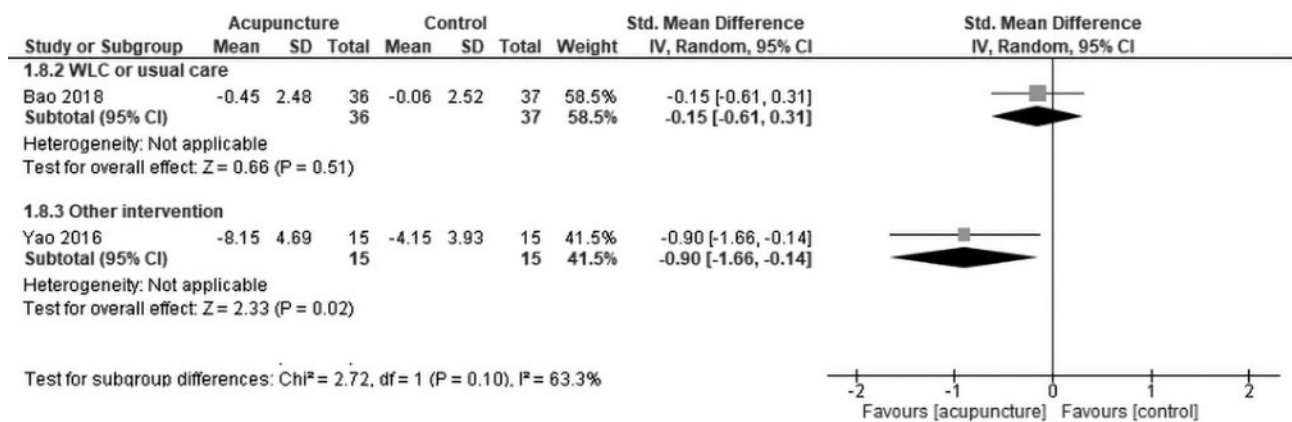 Acupuncture Control Std. Mean Difference Std. Mean Difference
Study or Subgroup Mean SD Total Mean SD Total Weight IV, Random, 95% CI IV, Random, 95% CI
1.8.2 WLC or usual care
Bao 2018 -0.45 2.48 36 -0.06 2.52 37 58.5% -0.15 [-0.61, 0.31]
Subtotal (95% CI) 36 37 58.5% -0.15 [-0.61, 0.31]
Heterogeneity: Not applicable
Test for overall effect: Z = 0.66 (P = 0.51)
1.8.3 Other intervention
Yao 2016 -8.15 4.69 15 -4.15 3.93 15 41.5% -0.90 [-1.66, -0.14]
Subtotal (95% CI) 15 15 41.5% -0.90 [-1.66, -0.14]
Heterogeneity: Not applicable
Test for overall effect: Z = 2.33 (P = 0.02)
Test for subgroup differences: Chi² = 2.72, df = 1 (P = 0.10), I² = 63.3%
-2 -1 0 1 2
Favours [acupuncture] Favours [control]